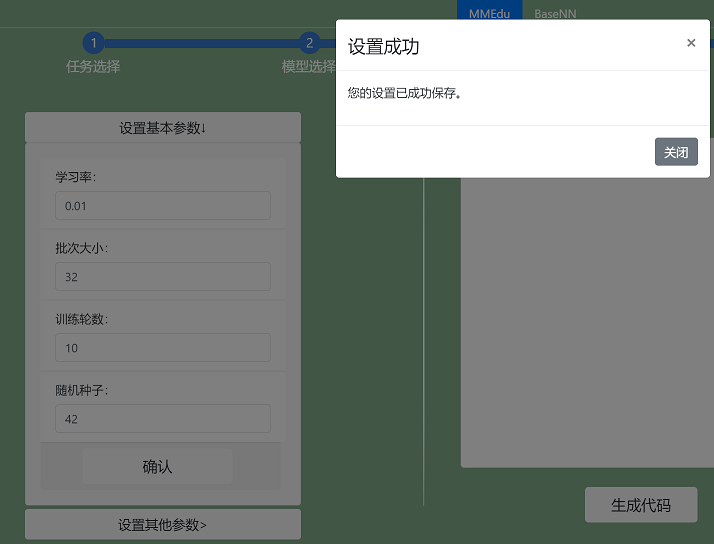 MMEdu BaseNN
1 2
任务选择 模型选择
设置成功 ×
您的设置已成功保存。
关闭
设置基本参数↓
学习率:
0.01
批次大小:
32
训练轮数:
10
随机种子:
42
确认
设置其他参数>
生成代码